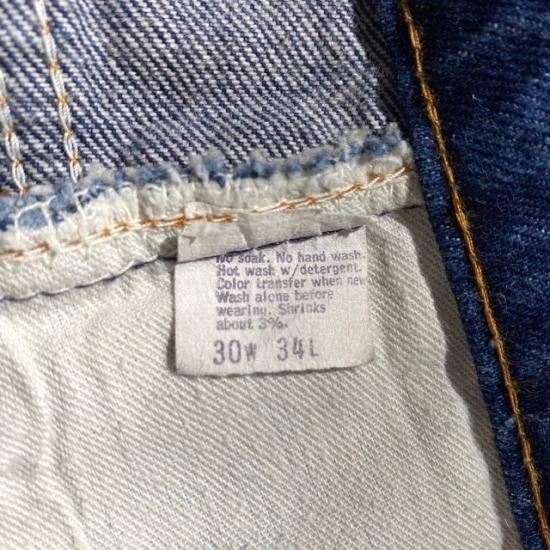 No soak. No hand wash.
Hot wash w/detergent.
Color transfer when new
Wash alone before
wearing. Shrinks
about 3%.
30W 34L